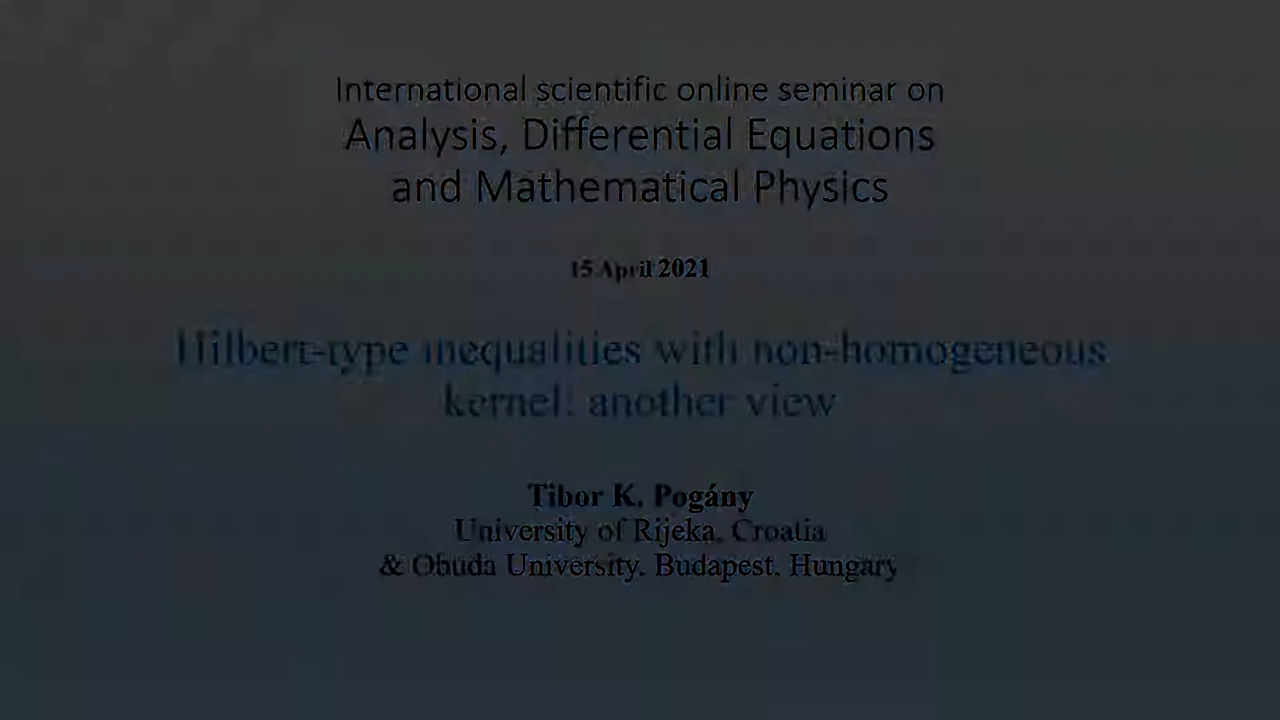 International scientific online seminar on
Analysis, Differential Equations
and Mathematical Physics
15 April 2021
Hilbert-type inequalities with non-homogeneous
kernel: another view
Tibor K. Pogány
University of Rijeka, Croatia
& Obuda University, Budapest, Hungary